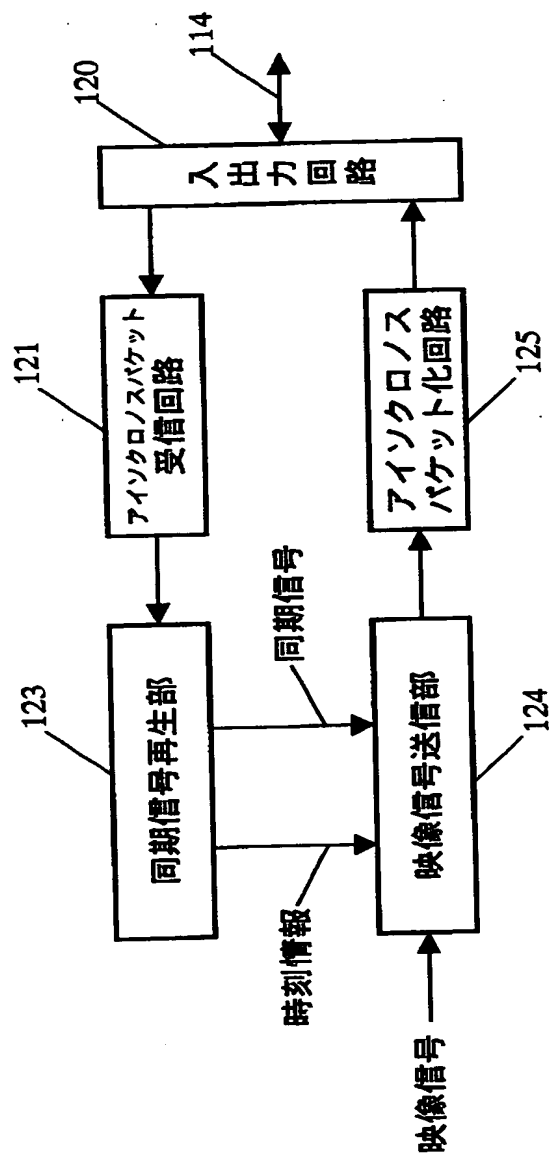 114
120
入出力回路
121
アイソクロノスパケット
受信回路
アイソクロノス
パケット化回路
125
123
同期信号再生部
同期信号
時刻情報
映像信号送信部
124
映像信号